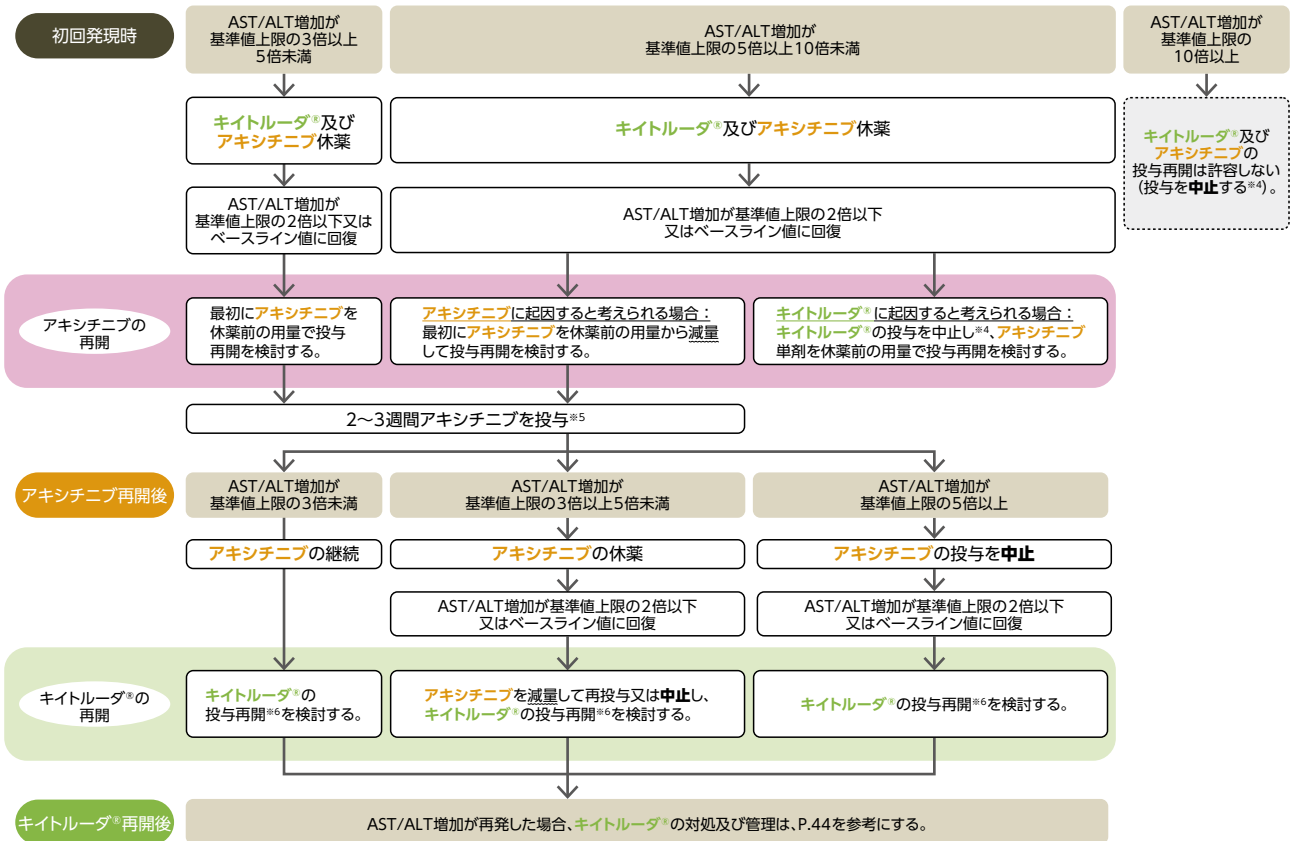 初回発現時
AST/ALT増加が
基準値上限の3倍以上
5倍未満
AST/ALT増加が
基準値上限の5倍以上10倍未満
AST/ALT増加が
基準値上限の
10倍以上
キイトルーダ®及び
アキシチニブ休薬
キイトルーダ®及びアキシチニブ休薬
キイトルーダ®及び
アキシチニブの
投与再開は許容しない
(投与を中止する※4)。
AST/ALT増加が
基準値上限の2倍以下又は
ベースライン値に回復
AST/ALT増加が基準値上限の2倍以下
又はベースライン値に回復
アキシチニブの
再開
最初にアキシチニブを
休薬前の用量で投与
再開を検討する。
アキシチニブに起因すると考えられる場合：
最初にアキシチニブを休薬前の用量から減量
して投与再開を検討する。
キイトルーダ®に起因すると考えられる場合：
キイトルーダ®の投与を中止し※4、アキシチニブ
単剤を休薬前の用量で投与再開を検討する。
2〜3週間アキシチニブを投与※5
アキシチニブ再開後
AST/ALT増加が
基準値上限の3倍未満
AST/ALT増加が
基準値上限の3倍以上5倍未満
AST/ALT増加が
基準値上限の5倍以上
アキシチニブの継続
アキシチニブの休薬
アキシチニブの投与を中止
AST/ALT増加が基準値上限の2倍以下
又はベースライン値に回復
AST/ALT増加が基準値上限の2倍以下
又はベースライン値に回復
キイトルーダ®の
再開
キイトルーダ®の
投与再開※6を検討する。
アキシチニブを減量して再投与又は中止し、
キイトルーダ®の投与再開※6を検討する。
キイトルーダ®の投与再開※6を検討する。
キイトルーダ®再開後
AST/ALT増加が再発した場合、キイトルーダ®の対処及び管理は、P.44を参考にする。